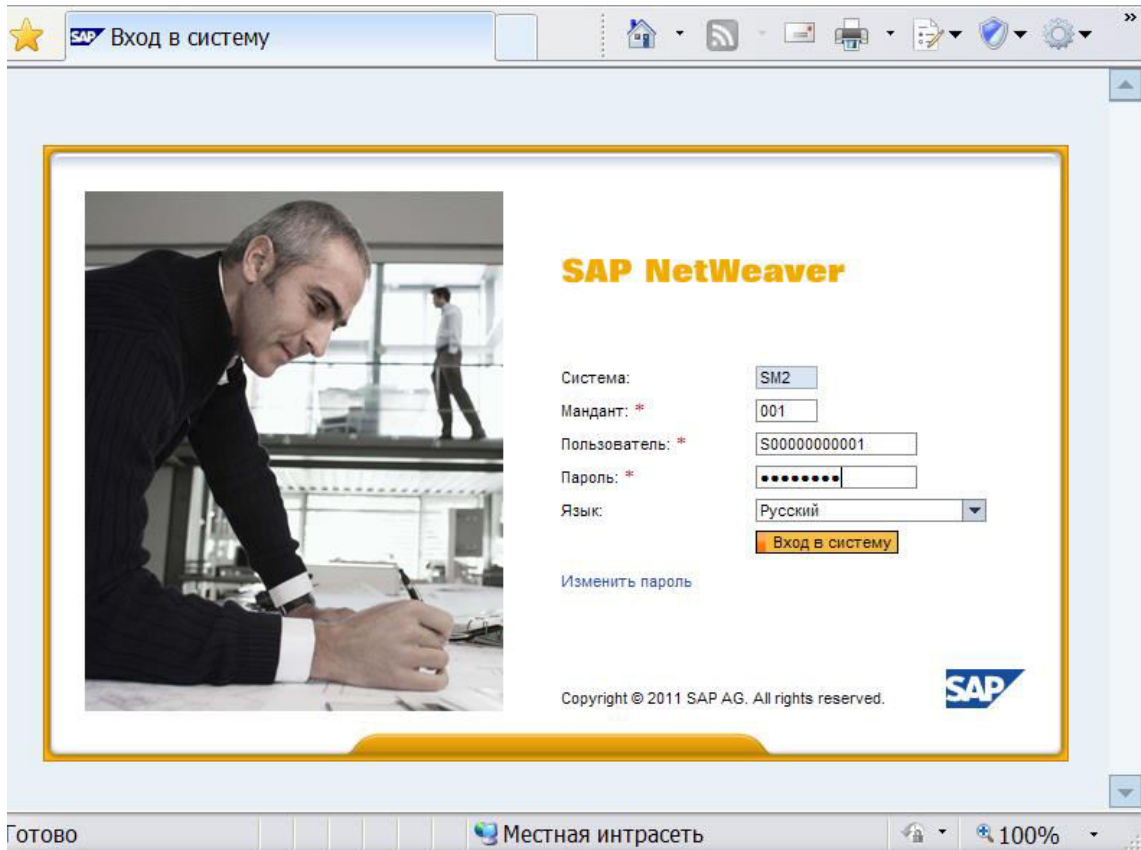 »
SAP Вход в систему
SAP NetWeaver
Система: SM2
Мандант: * 001
Пользователь: * S00000000001
Пароль: * ••••••••
Язык: Русский
Вход в систему
Изменить пароль
Copyright © 2011 SAP AG. All rights reserved.
SAP
Готово Местная интрасеть 100%